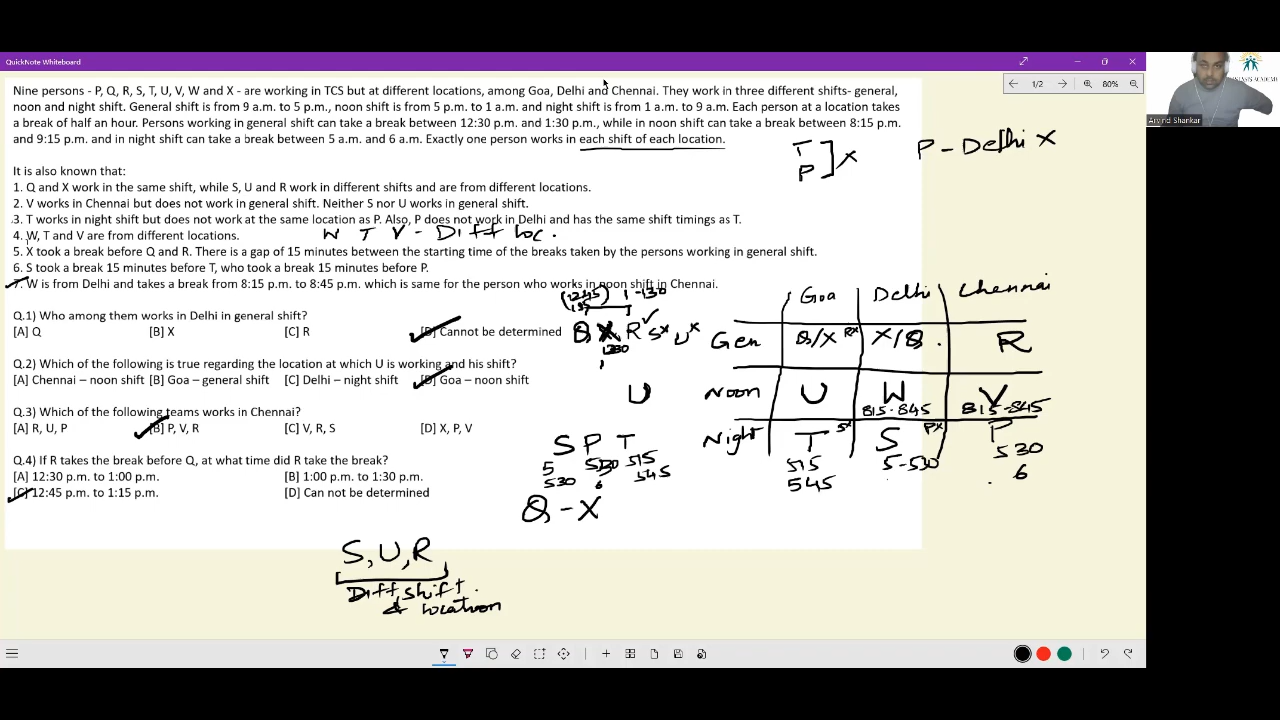 QuickNote Whiteboard
1/2
80%
Arvind Shankar
Nine persons - P, Q, R, S, T, U, V, W and X - are working in TCS but at different locations, among Goa, Delhi and Chennai. They work in three different shifts- general,
noon and night shift. General shift is from 9 a.m. to 5 p.m., noon shift is from 5 p.m. to 1 a.m. and night shift is from 1 a.m. to 9 a.m. Each person at a location takes
a break of half an hour. Persons working in general shift can take a break between 12:30 p.m. and 1:30 p.m., while in noon shift can take a break between 8:15 p.m.
and 9:15 p.m. and in night shift can take a break between 5 a.m. and 6 a.m. Exactly one person works in each shift of each location.
T
P ] X
P - Delhi X
It is also known that:
1. Q and X work in the same shift, while S, U and R work in different shifts and are from different locations.
2. V works in Chennai but does not work in general shift. Neither S nor U works in general shift.
3. T works in night shift but does not work at the same location as P. Also, P does not work in Delhi and has the same shift timings as T.
4. W, T and V are from different locations.
W T V - Diff loc.
5. X took a break before Q and R. There is a gap of 15 minutes between the starting time of the breaks taken by the persons working in general shift.
6. S took a break 15 minutes before T, who took a break 15 minutes before P.
7. W is from Delhi and takes a break from 8:15 p.m. to 8:45 p.m. which is same for the person who works in noon shift in Chennai.
Q.1) Who among them works in Delhi in general shift?
[A] Q [B] X [C] R [D] Cannot be determined
Q.2) Which of the following is true regarding the location at which U is working and his shift?
[A] Chennai – noon shift [B] Goa – general shift [C] Delhi – night shift [D] Goa – noon shift
Q.3) Which of the following teams works in Chennai?
[A] R, U, P [B] P, V, R [C] V, R, S [D] X, P, V
Q.4) If R takes the break before Q, at what time did R take the break?
[A] 12:30 p.m. to 1:00 p.m. [B] 1:00 p.m. to 1:30 p.m.
[C] 12:45 p.m. to 1:15 p.m. [D] Can not be determined
1 -130
Q, X, R S X U X
1230
1
U
S P T
5 530 515
530 6 545
Q - X
Goa Delhi Chennai
Gen Q/X RX X/Q . R
Noon U W V
815-845 815-845
Night T SX S PX P
515 5-530 530
545 6
S, U, R
Diff shift
& location